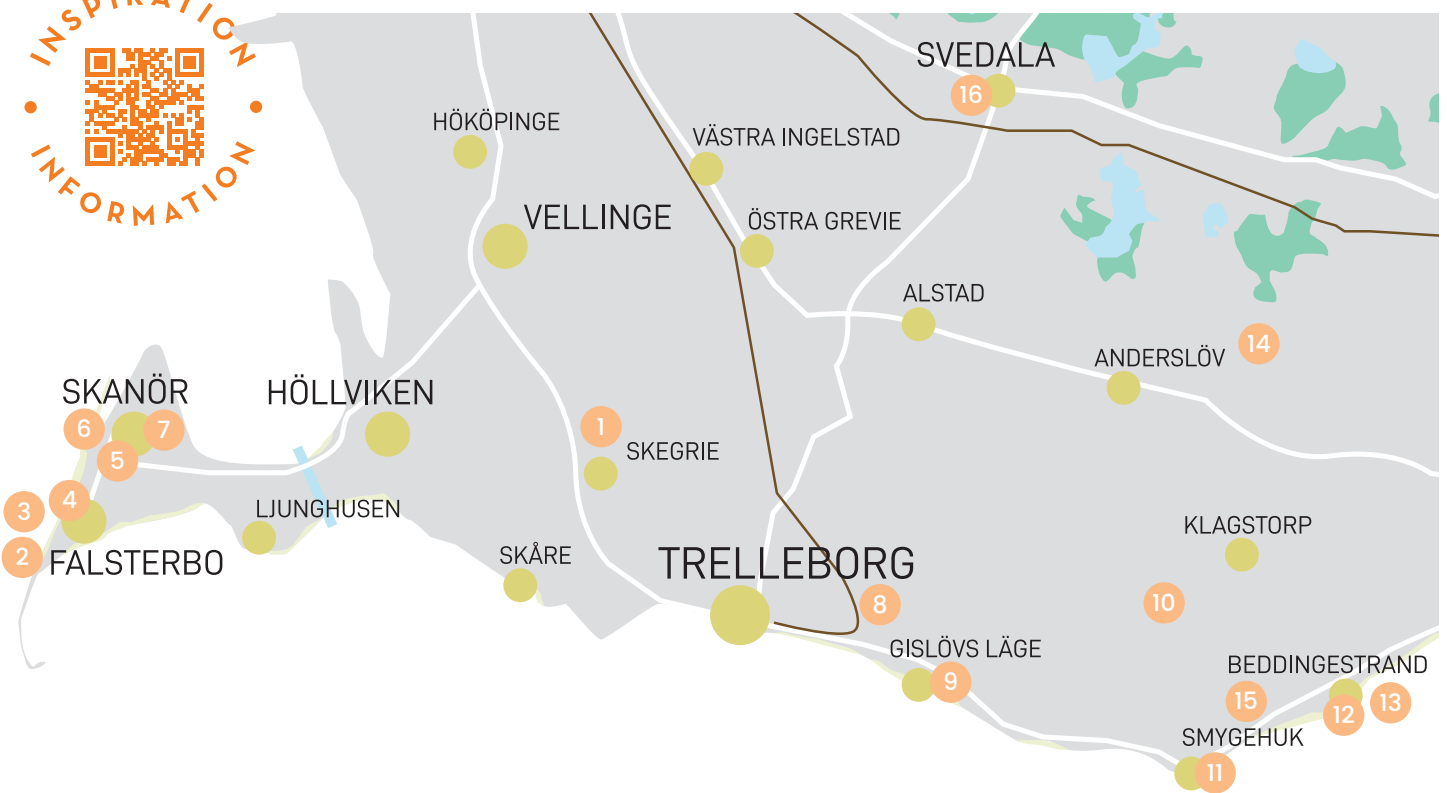 INSPIRATION
INFORMATION
SVEDALA
16
HÖKÖPINGE
VÄSTRA INGELSTAD
VELLINGE
ÖSTRA GREVIE
ALSTAD
14
ANDERSLÖV
SKANÖR
HÖLLVIKEN
6
7
1
5
SKEGRIE
4
3
LJUNGHUSEN
KLAGSTORP
2
FALSTERBO
SKÅRE
TRELLEBORG
8
10
GISLÖVS LÄGE
9
BEDDINGESTRAND
15
12
13
SMYGEHUK
11